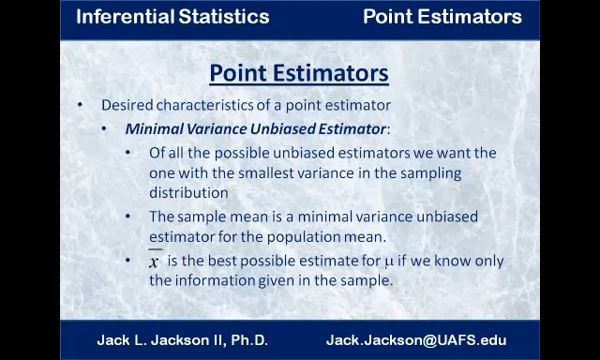 Inferential Statistics Point Estimators
Point Estimators
• Desired characteristics of a point estimator
• Minimal Variance Unbiased Estimator:
• Of all the possible unbiased estimators we want the
one with the smallest variance in the sampling
distribution
• The sample mean is a minimal variance unbiased
estimator for the population mean.
• x̄ is the best possible estimate for μ if we know only
the information given in the sample.
Jack L. Jackson II, Ph.D. Jack.Jackson@UAFS.edu